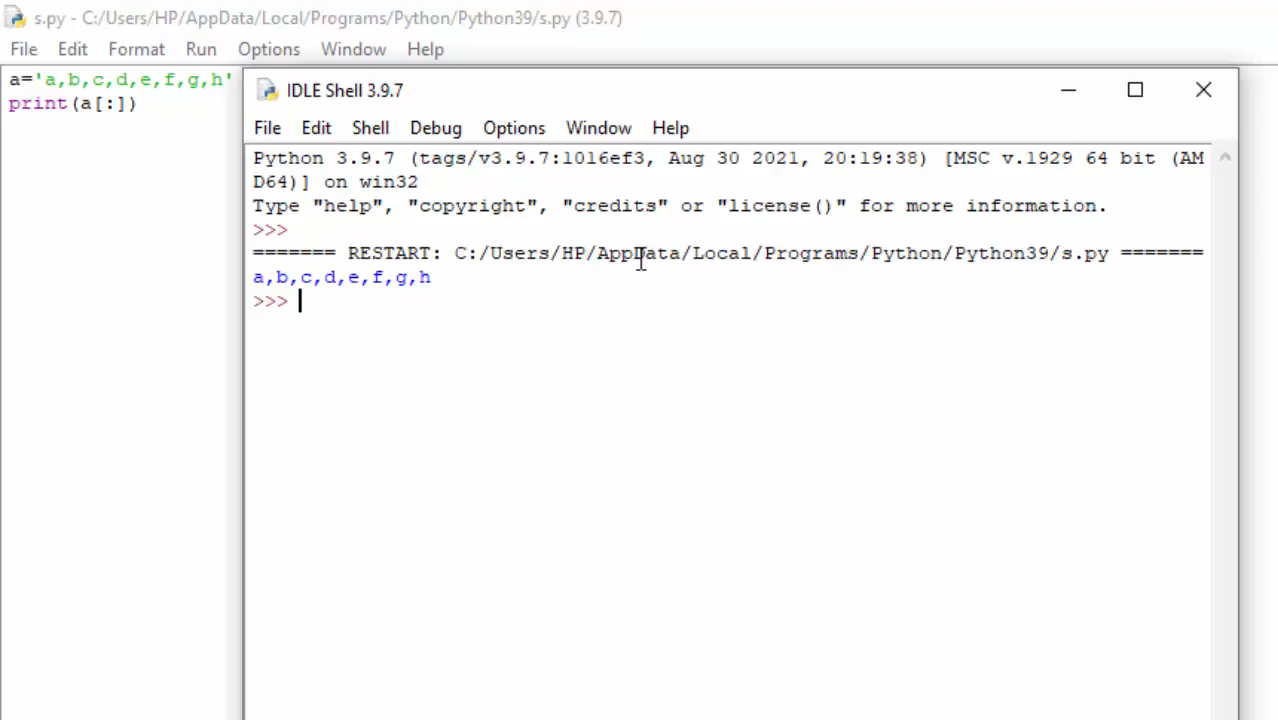 s.py - C:/Users/HP/AppData/Local/Programs/Python/Python39/s.py (3.9.7)
File Edit Format Run Options Window Help
a='a,b,c,d,e,f,g,h'
print(a[:])
IDLE Shell 3.9.7
File Edit Shell Debug Options Window Help
Python 3.9.7 (tags/v3.9.7:1016ef3, Aug 30 2021, 20:19:38) [MSC v.1929 64 bit (AM
D64)] on win32
Type "help", "copyright", "credits" or "license()" for more information.
>>>
======= RESTART: C:/Users/HP/AppData/Local/Programs/Python/Python39/s.py =======
a,b,c,d,e,f,g,h
>>>